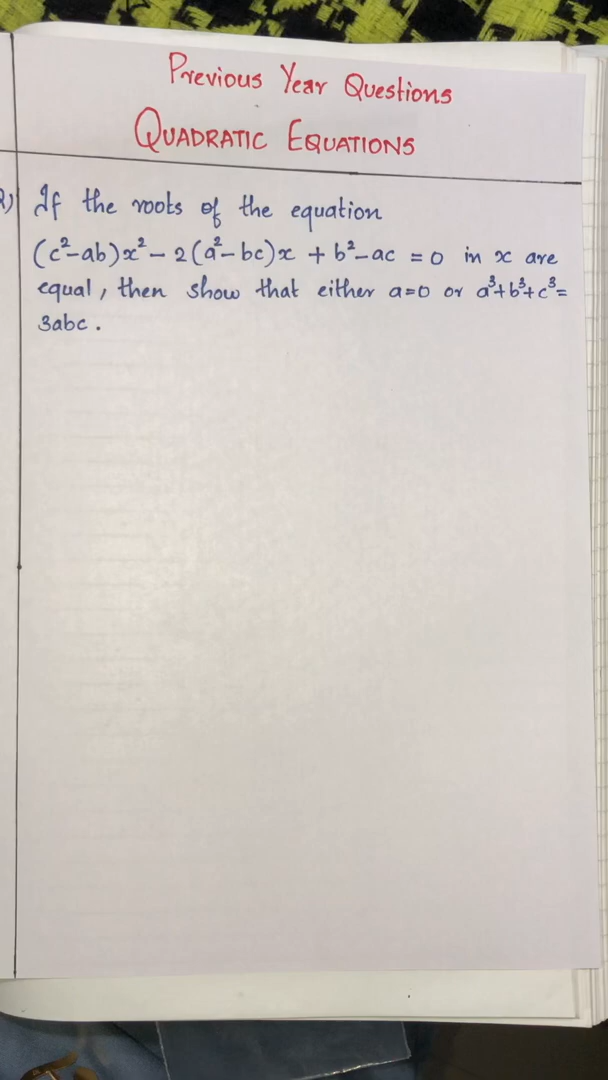 Previous Year Questions
QUADRATIC EQUATIONS
Q) If the roots of the equation
(c²-ab)x² - 2(a²-bc)x + b²-ac = 0 in x are
equal, then show that either a=0 or a³+b³+c³=
3abc.